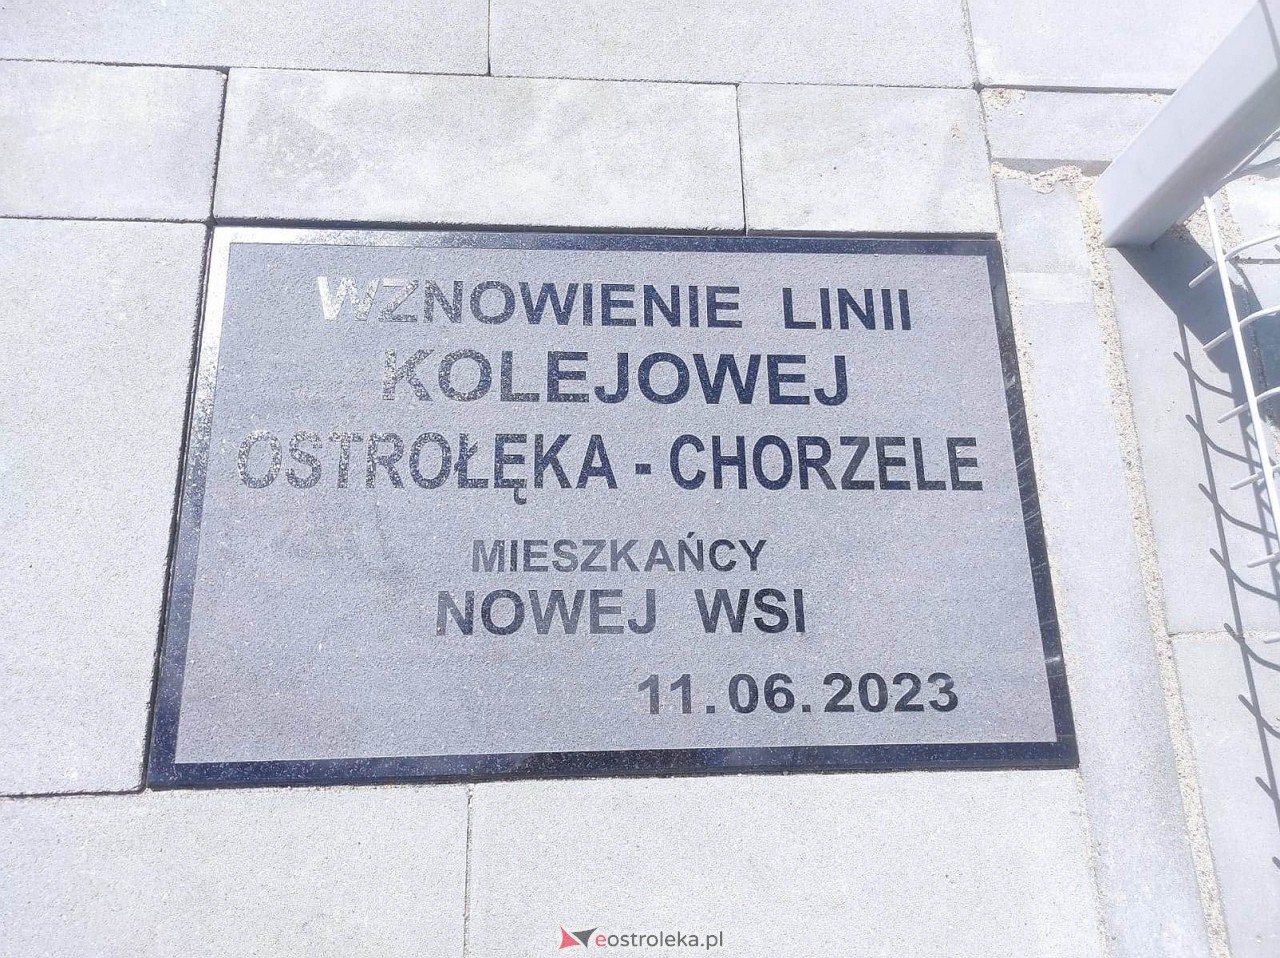 WZNOWIENIE LINII
KOLEJOWEJ
OSTROŁĘKA - CHORZELE
MIESZKAŃCY
NOWEJ WSI
11.06.2023
eostroleka.pl